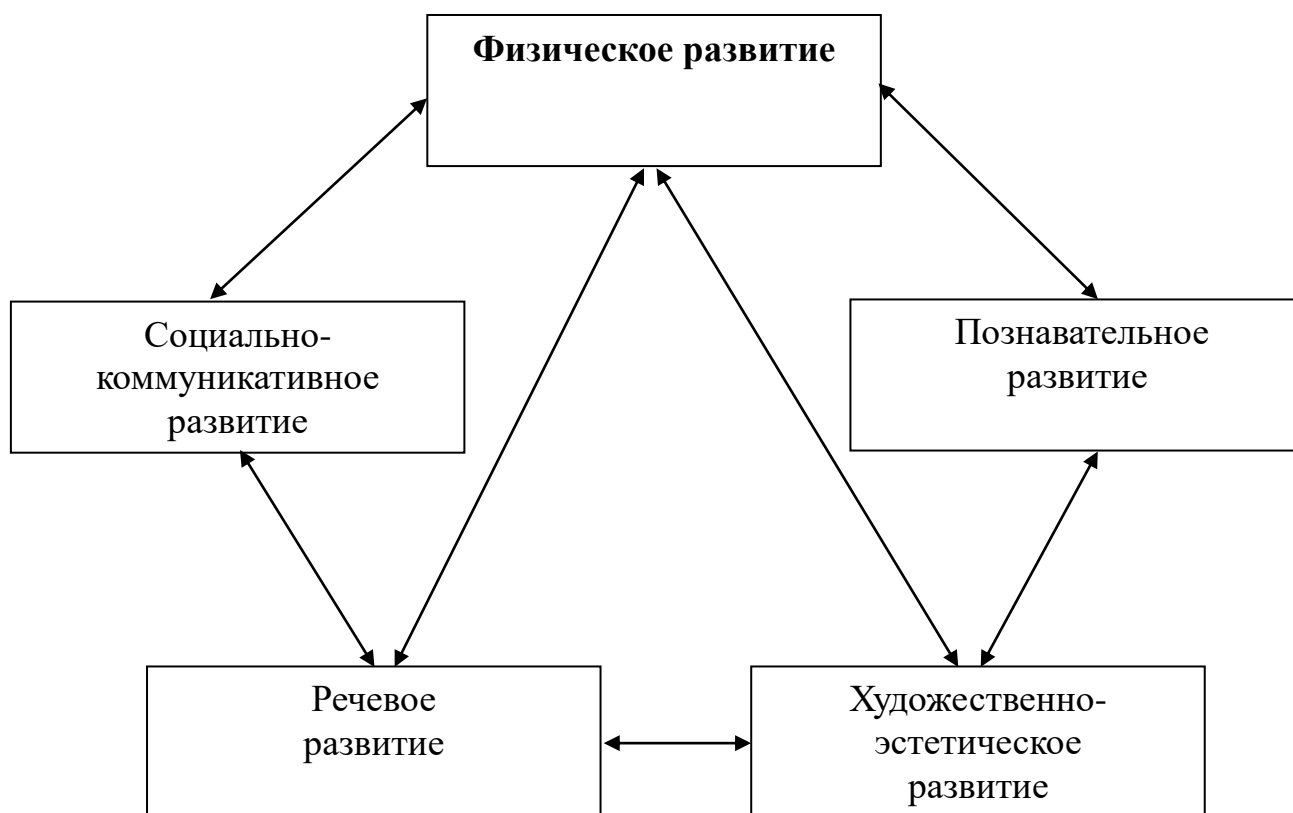 Физическое развитие
Социально-
коммуникативное
развитие
Познавательное
развитие
Речевое
развитие
Художественно-
эстетическое
развитие